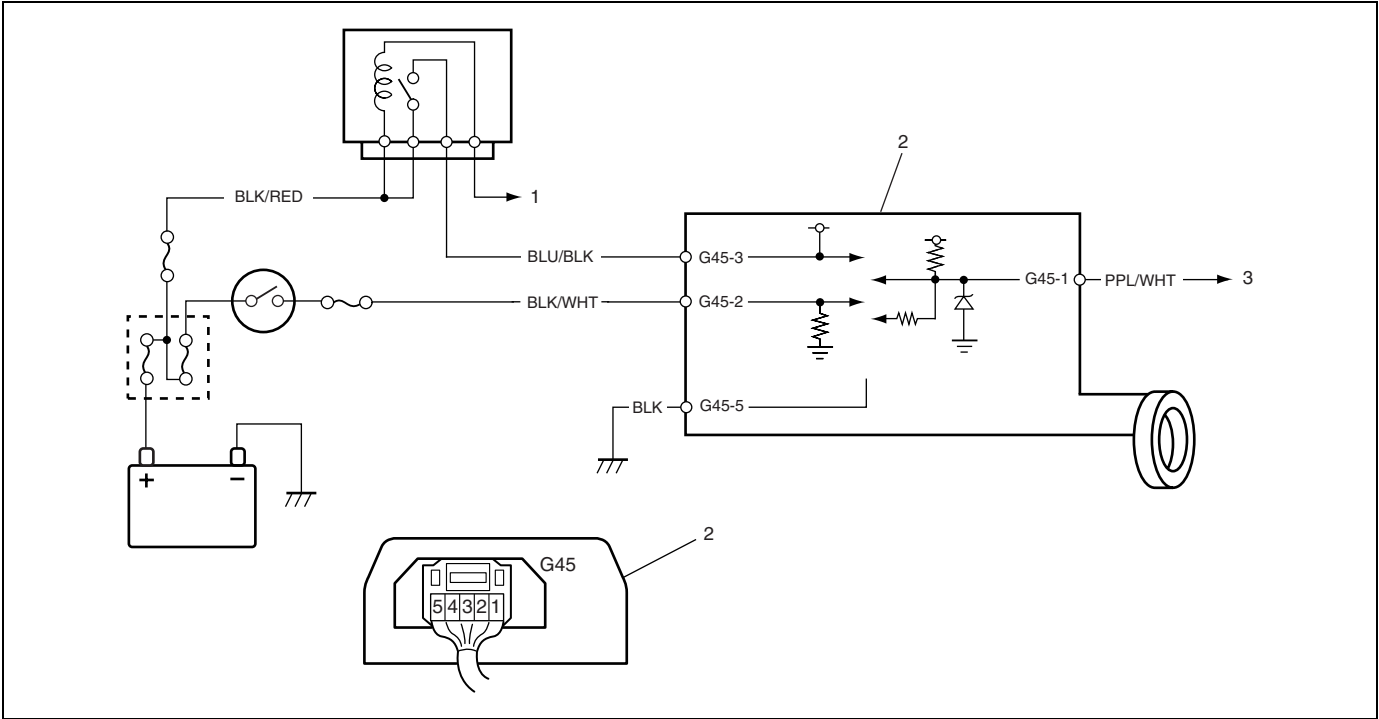 2
BLK/RED
1
BLU/BLK
G45-3
G45-1
PPL/WHT
3
BLK/WHT
G45-2
BLK
G45-5
+
−
2
G45
5 4 3 2 1